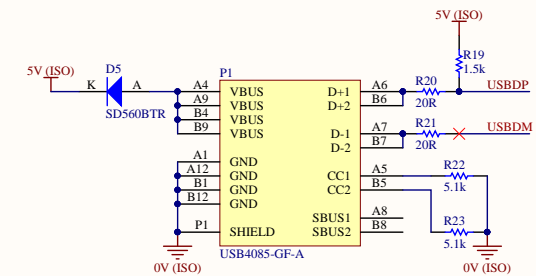 5V (ISO)
R19
1.5k
5V (ISO)
D5
K
A
SD560BTR
P1
A4
VBUS
D+1
A6
R20
20R
USBDP
A9
VBUS
D+2
B6
B4
VBUS
B9
VBUS
D-1
A7
R21
20R
USBDM
D-2
B7
A1
GND
A12
GND
CC1
A5
R22
5.1k
B1
GND
CC2
B5
B12
GND
SBUS1
A8
P1
SHIELD
SBUS2
B8
R23
5.1k
USB4085-GF-A
0V (ISO)
0V (ISO)